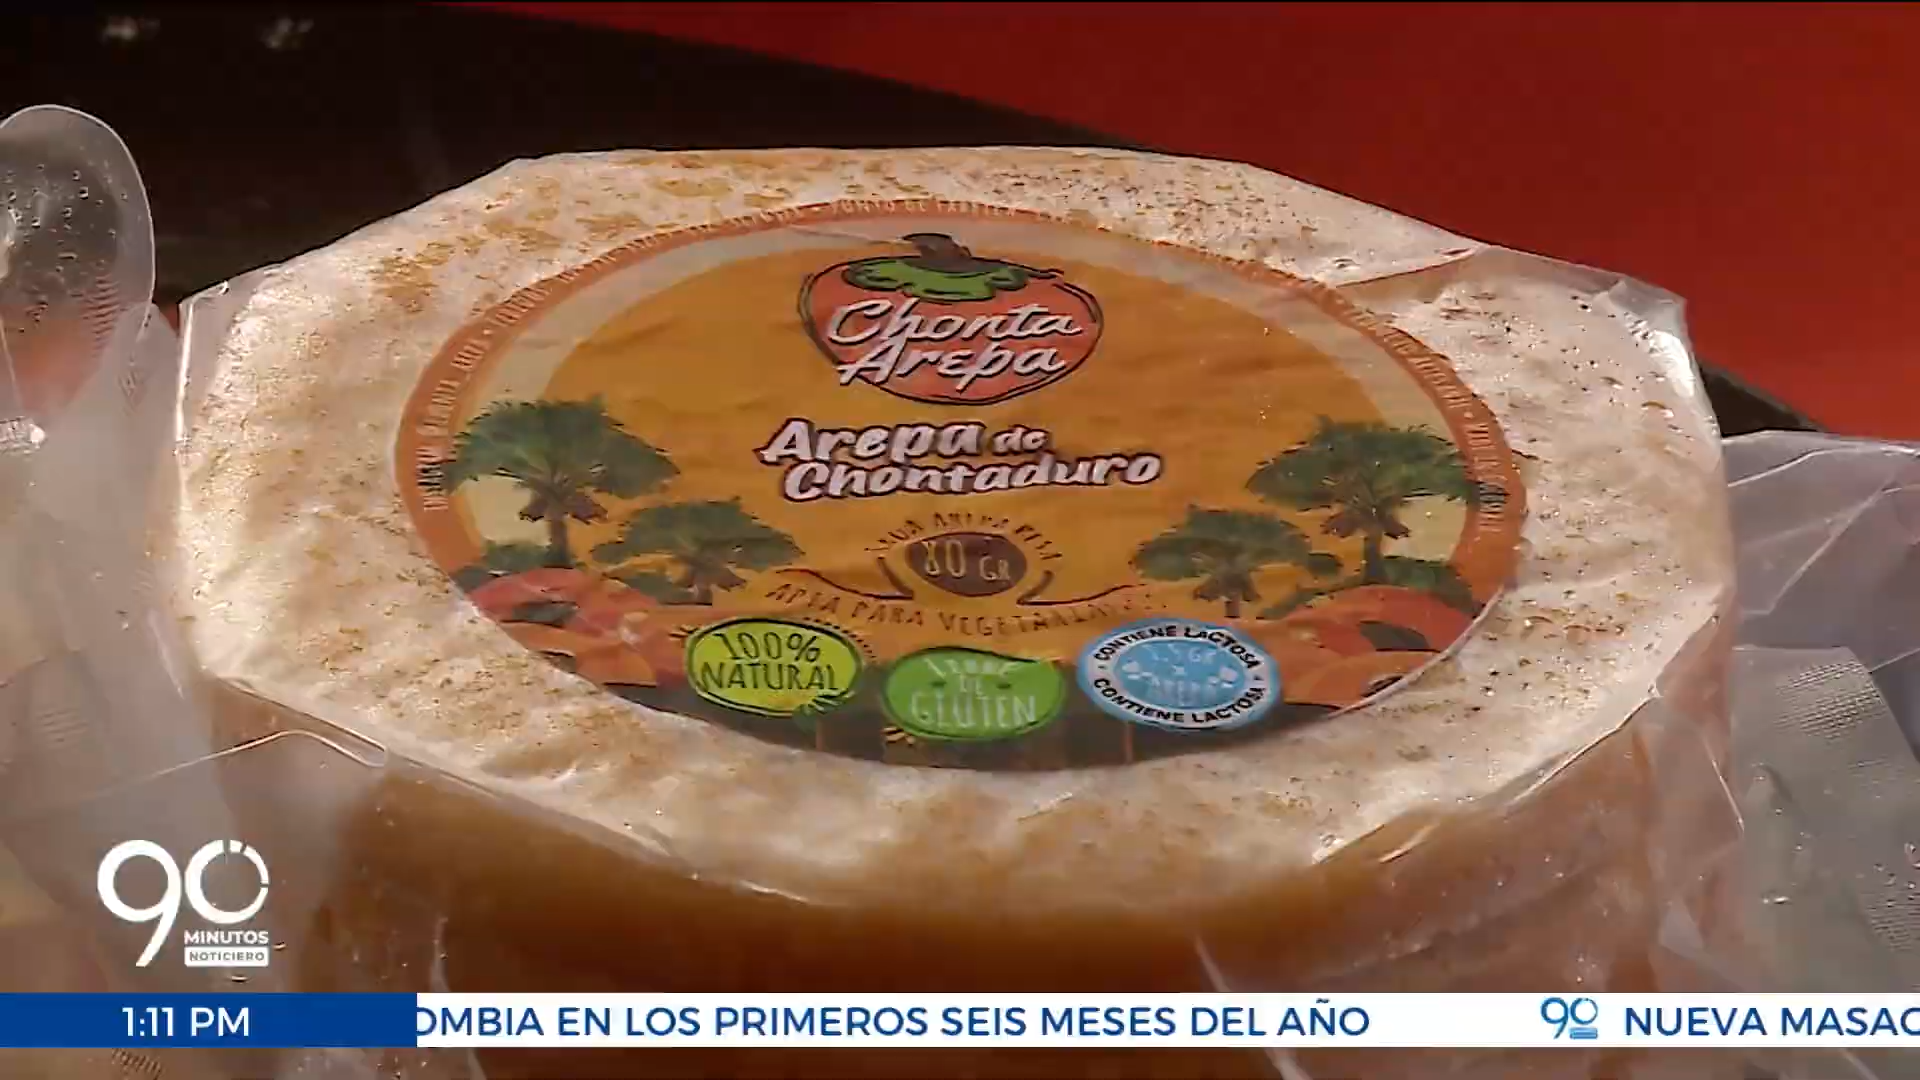 Chonta
Arepa
Arepa de
Chontaduro
80 GR
APTA PARA VEGETARIANOS
100%
NATURAL
LIBRE
DE
GLUTEN
CONTIENE LACTOSA
CONTIENE LACTOSA
90
MINUTOS
NOTICIERO
1:11 PM
OMBIA EN LOS PRIMEROS SEIS MESES DEL AÑO
90 NUEVA MASAC